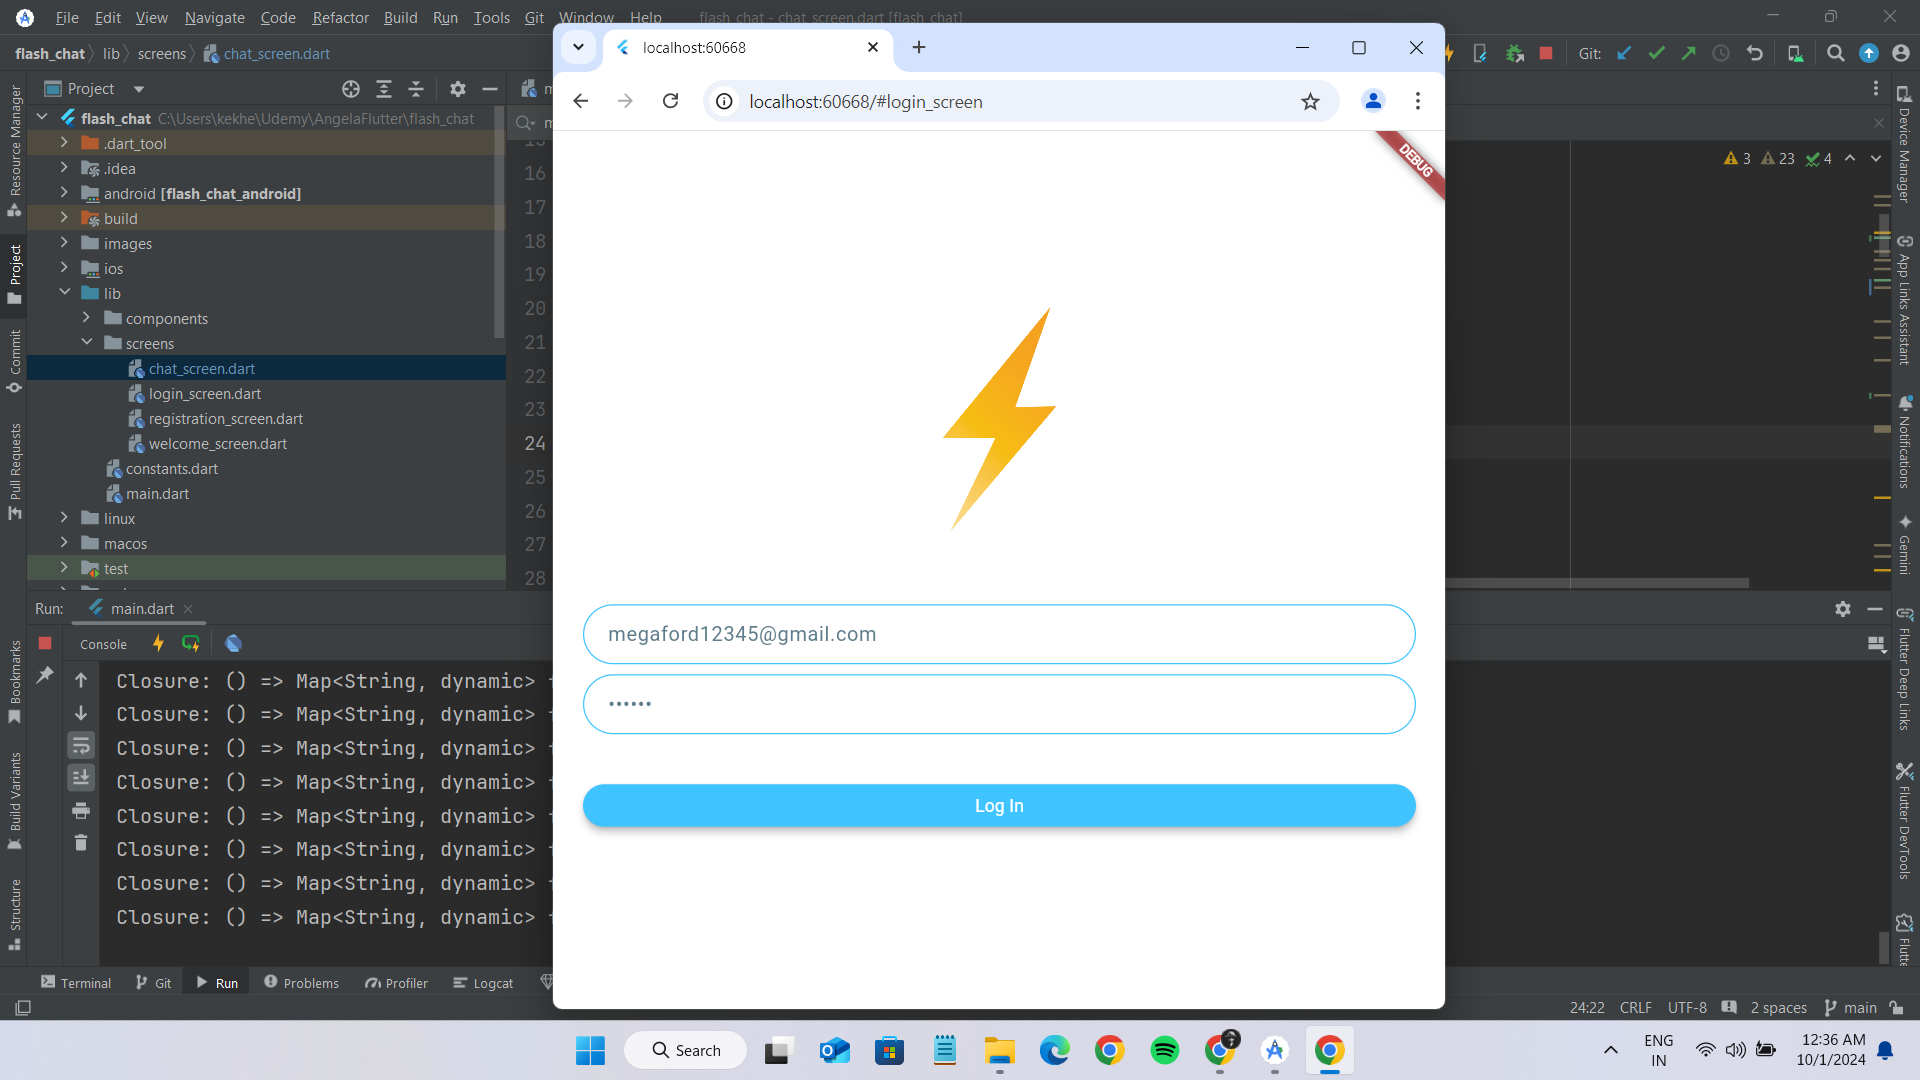 File Edit View Navigate Code Refactor Build Run Tools Git Window Help flash_chat - chat_screen.dart [flash_chat]
flash_chat lib screens chat_screen.dart
Git:
Project
flash_chat C:\Users\kekhe\Udemy\AngelaFlutter\flash_chat
.dart_tool
.idea
android [flash_chat_android]
build
images
ios
lib
components
screens
chat_screen.dart
login_screen.dart
registration_screen.dart
welcome_screen.dart
constants.dart
main.dart
linux
macos
test
Resource Manager
Project
Commit
Pull Requests
Bookmarks
Build Variants
Structure
16
17
18
19
20
21
22
23
24
25
26
27
28
localhost:60668
localhost:60668/#login_screen
DEBUG
megaford12345@gmail.com
••••••
Log In
3 23 4
Device Manager
App Links Assistant
Notifications
Gemini
Flutter Deep Links
Flutter DevTools
Run: main.dart
Console
Closure: () => Map<String, dynamic>
Closure: () => Map<String, dynamic>
Closure: () => Map<String, dynamic>
Closure: () => Map<String, dynamic>
Closure: () => Map<String, dynamic>
Closure: () => Map<String, dynamic>
Closure: () => Map<String, dynamic>
Closure: () => Map<String, dynamic>
Terminal Git Run Problems Profiler Logcat
24:22 CRLF UTF-8 2 spaces main
Search
ENG
IN
12:36 AM
10/1/2024